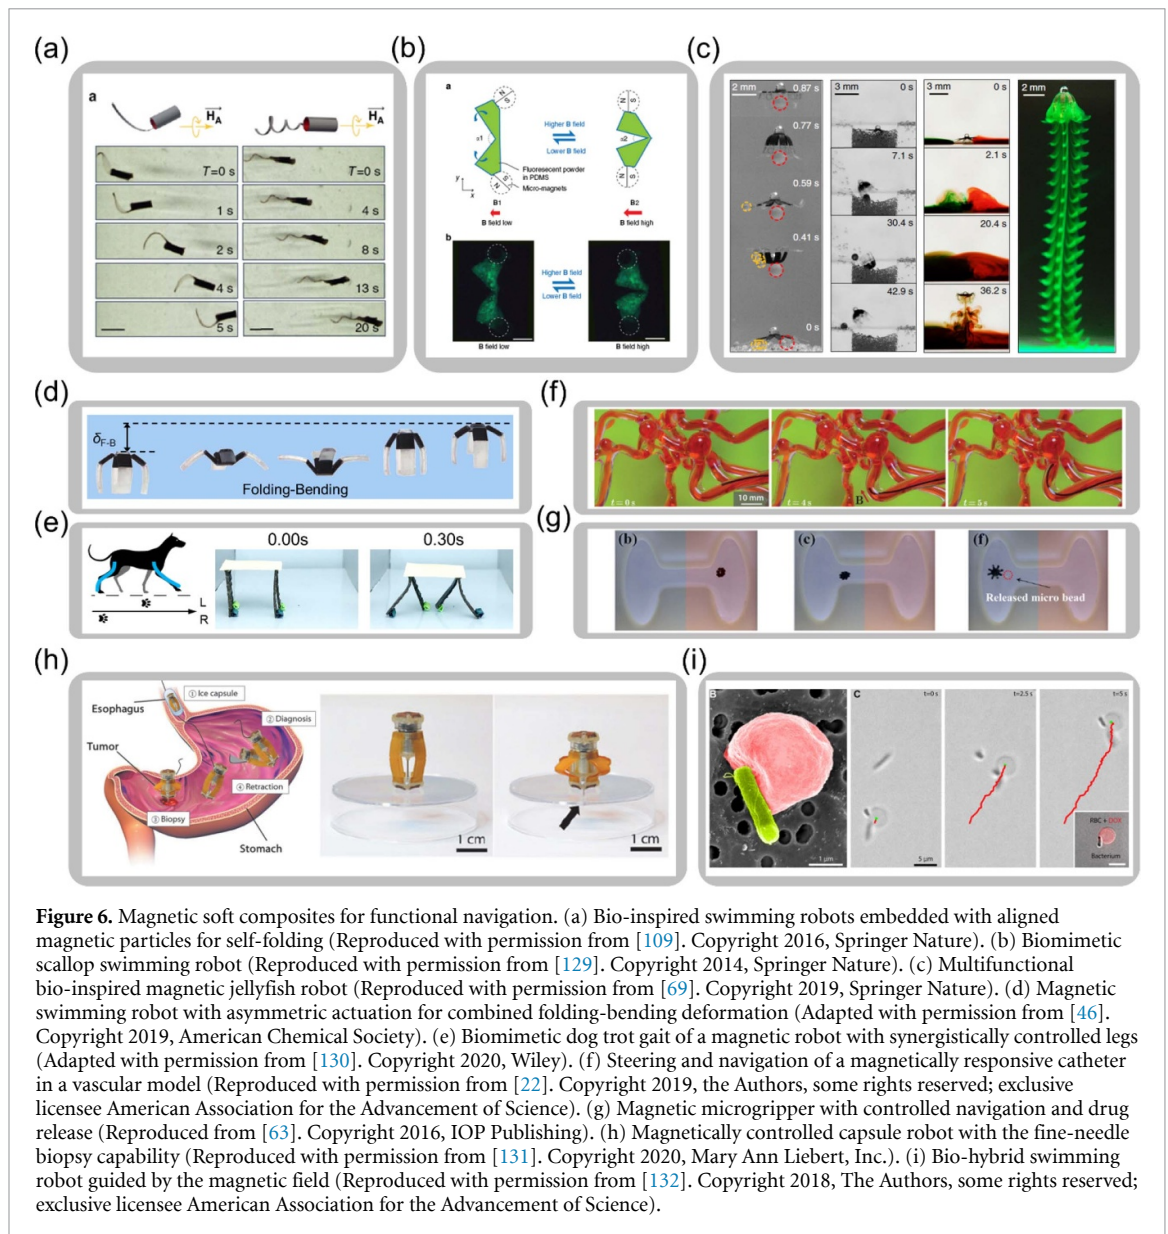 (a)
a
H_A
H_A
T=0 s
1 s
2 s
4 s
5 s
T=0 s
4 s
8 s
13 s
20 s
(b)
a
N
S
Higher B field
Lower B field
N
S
=1
=2
Fluorescent powder
in PDMS
Micro-magnets
N
S
N
S
y
x
B1
B field low
B2
B field high
b
Higher B field
Lower B field
B field low
B field high
(c)
2 mm
0.87 s
0.77 s
0.59 s
0.41 s
0 s
3 mm
0 s
7.1 s
30.4 s
42.9 s
3 mm
0 s
2.1 s
20.4 s
36.2 s
2 mm
(d)
δF-B
Folding-Bending
(e)
0.00s
0.30s
L
R
(f)
t = 0 s
10 mm
t = 4 s
B
t = 5 s
(g)
(b)
(c)
(f)
Released micro bead
(h)
① Ice capsule
Esophagus
② Diagnosis
Tumor
④ Retraction
③ Biopsy
Stomach
1 cm
1 cm
(i)
B
1 μm
C
t=0s
5 μm
t=2.5s
t=5s
RBC + DOX
Bacterium
Figure 6. Magnetic soft composites for functional navigation. (a) Bio-inspired swimming robots embedded with aligned
magnetic particles for self-folding (Reproduced with permission from [109]. Copyright 2016, Springer Nature). (b) Biomimetic
scallop swimming robot (Reproduced with permission from [129]. Copyright 2014, Springer Nature). (c) Multifunctional
bio-inspired magnetic jellyfish robot (Reproduced with permission from [69]. Copyright 2019, Springer Nature). (d) Magnetic
swimming robot with asymmetric actuation for combined folding-bending deformation (Adapted with permission from [46].
Copyright 2019, American Chemical Society). (e) Biomimetic dog trot gait of a magnetic robot with synergistically controlled legs
(Adapted with permission from [130]. Copyright 2020, Wiley). (f) Steering and navigation of a magnetically responsive catheter
in a vascular model (Reproduced with permission from [22]. Copyright 2019, the Authors, some rights reserved; exclusive
licensee American Association for the Advancement of Science). (g) Magnetic microgripper with controlled navigation and drug
release (Reproduced from [63]. Copyright 2016, IOP Publishing). (h) Magnetically controlled capsule robot with the fine-needle
biopsy capability (Reproduced with permission from [131]. Copyright 2020, Mary Ann Liebert, Inc.). (i) Bio-hybrid swimming
robot guided by the magnetic field (Reproduced with permission from [132]. Copyright 2018, The Authors, some rights reserved;
exclusive licensee American Association for the Advancement of Science).